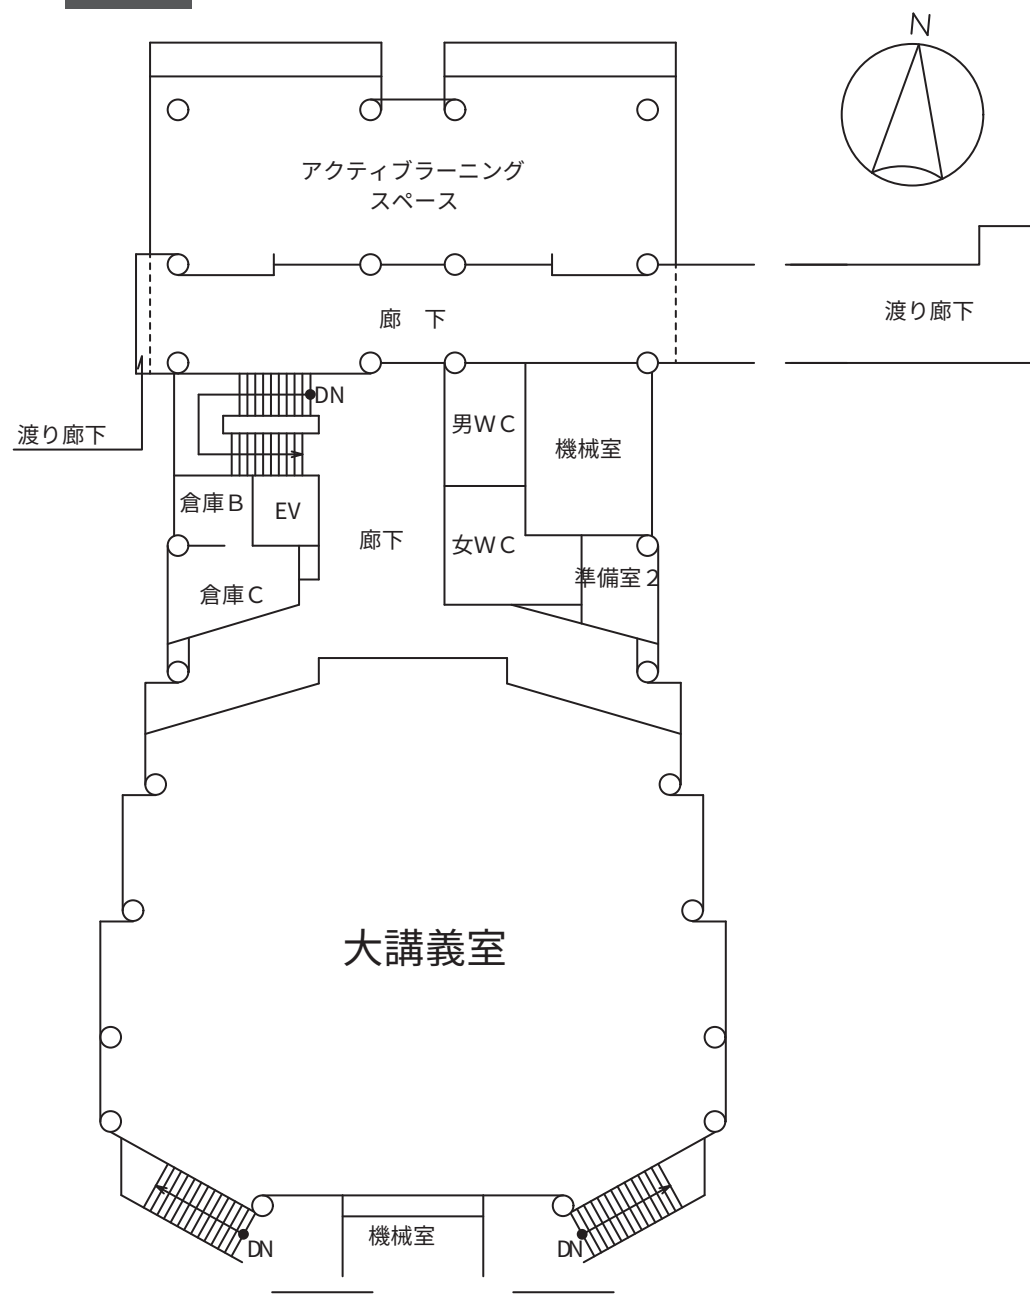 N
アクティブラーニング
スペース
渡り廊下
廊　下
DN
渡り廊下
男ＷＣ
機械室
倉庫Ｂ
EV
廊下
女ＷＣ
準備室２
倉庫Ｃ
大講義室
機械室
DN
DN